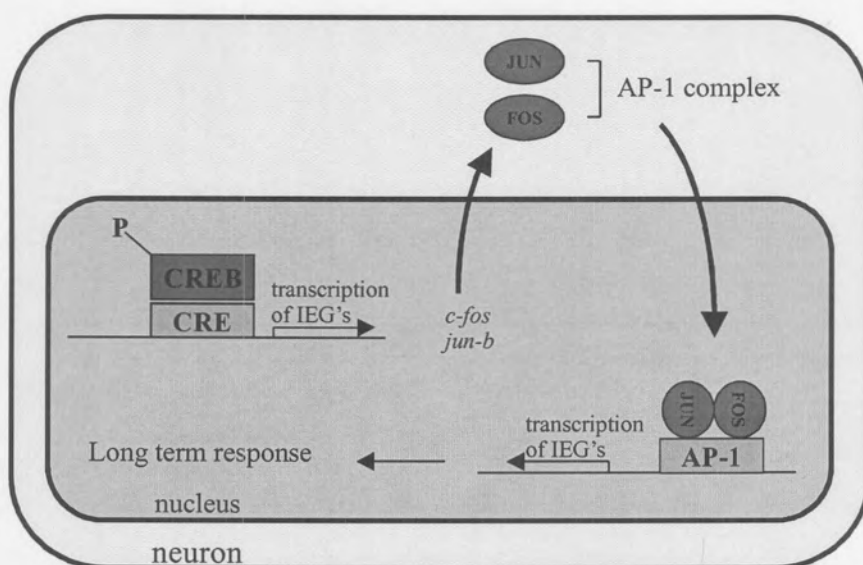 JUN
FOS
AP-1 complex
P
CREB
CRE
transcription
of IEG's
c-fos
jun-b
JUN
FOS
AP-1
transcription
of IEG's
Long term response
nucleus
neuron